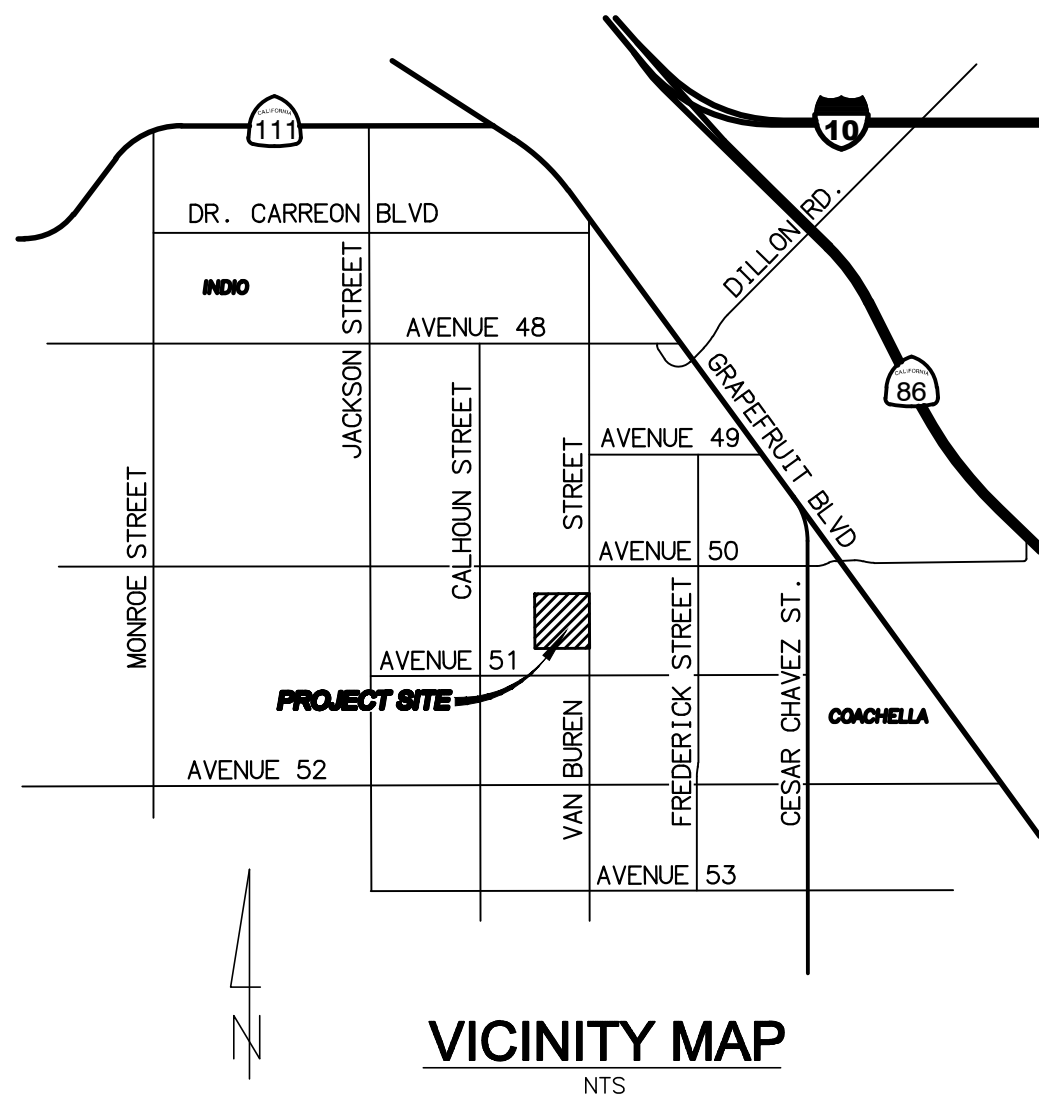 CALIFORNIA
111
10
DR. CARREON BLVD
DILLON RD.
INDIO
JACKSON STREET
AVENUE 48
GRAPEFRUIT BLVD
CALIFORNIA
86
CALHOUN STREET
AVENUE 49
MONROE STREET
VAN BUREN STREET
AVENUE 50
FREDERICK STREET
CESAR CHAVEZ ST.
AVENUE 51
PROJECT SITE
COACHELLA
AVENUE 52
AVENUE 53
N
VICINITY MAP
NTS